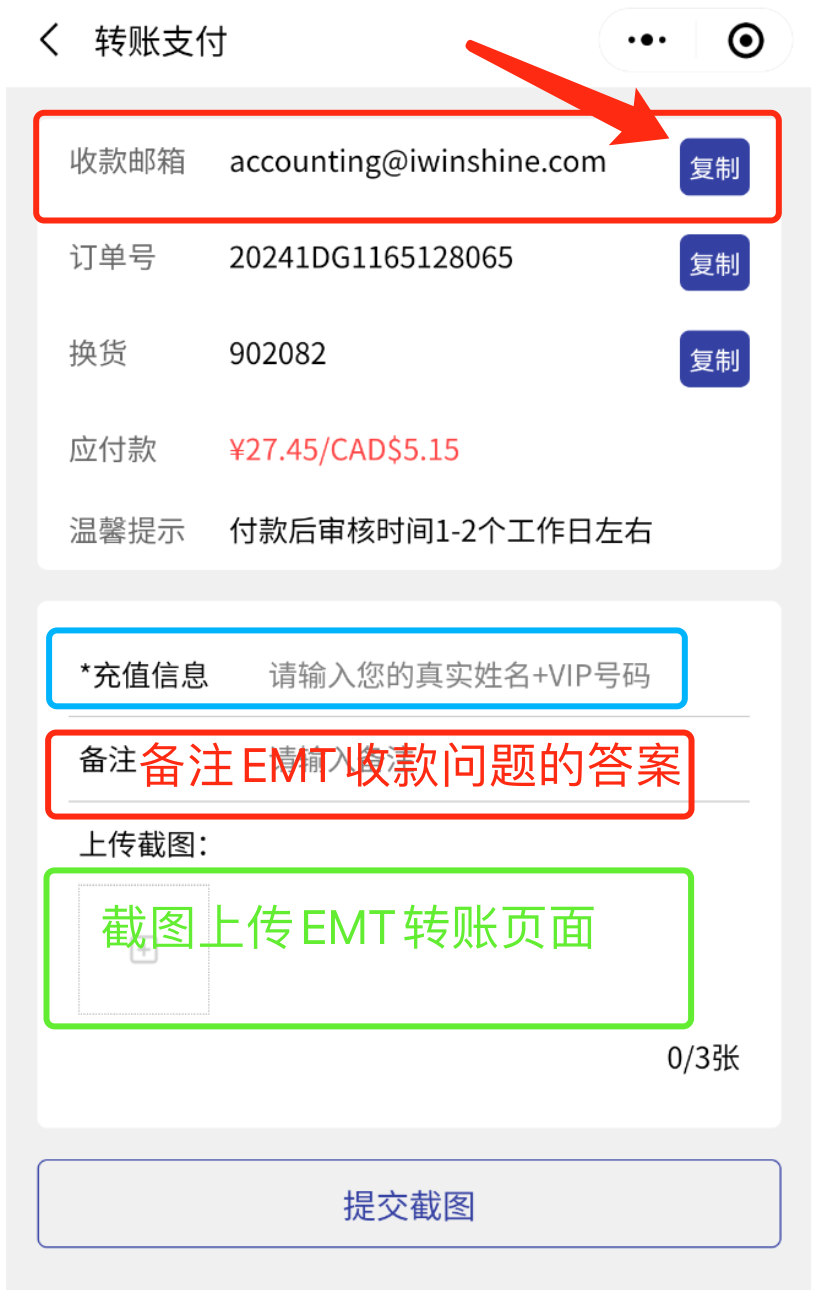 转账支付
收款邮箱 accounting@iwinshine.com 复制
订单号 20241DG1165128065 复制
换货 902082 复制
应付款 ¥27.45/CAD$5.15
温馨提示 付款后审核时间1-2个工作日左右
*充值信息 请输入您的真实姓名+VIP号码
备注 请输入备注
备注EMT收款问题的答案
上传截图：
截图上传EMT转账页面
0/3张
提交截图